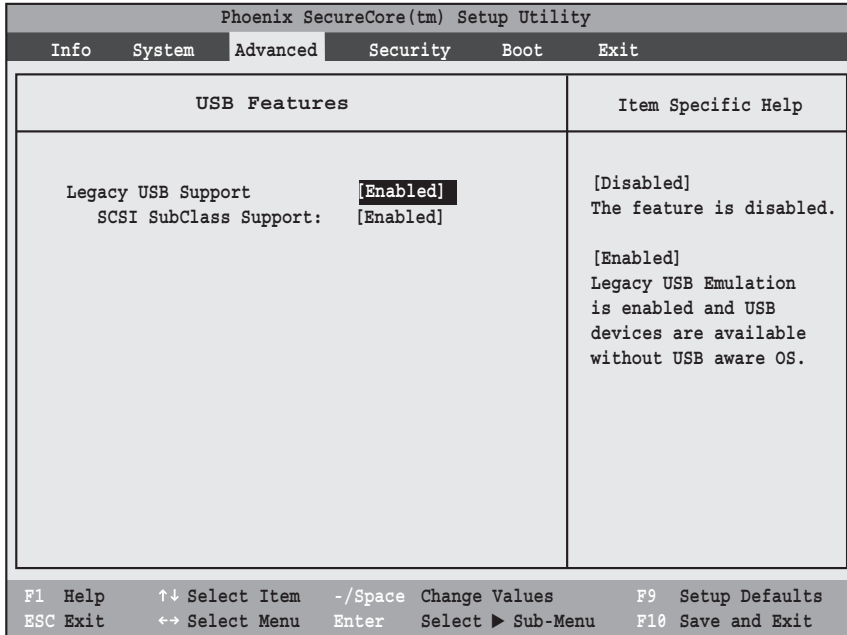 Phoenix SecureCore(tm) Setup Utility
Info System Advanced Security Boot Exit
USB Features
Item Specific Help
Legacy USB Support [Enabled]
SCSI SubClass Support: [Enabled]
[Disabled]
The feature is disabled.
[Enabled]
Legacy USB Emulation
is enabled and USB
devices are available
without USB aware OS.
F1 Help ↑↓ Select Item -/Space Change Values F9 Setup Defaults
ESC Exit ←→ Select Menu Enter Select ▶ Sub-Menu F10 Save and Exit